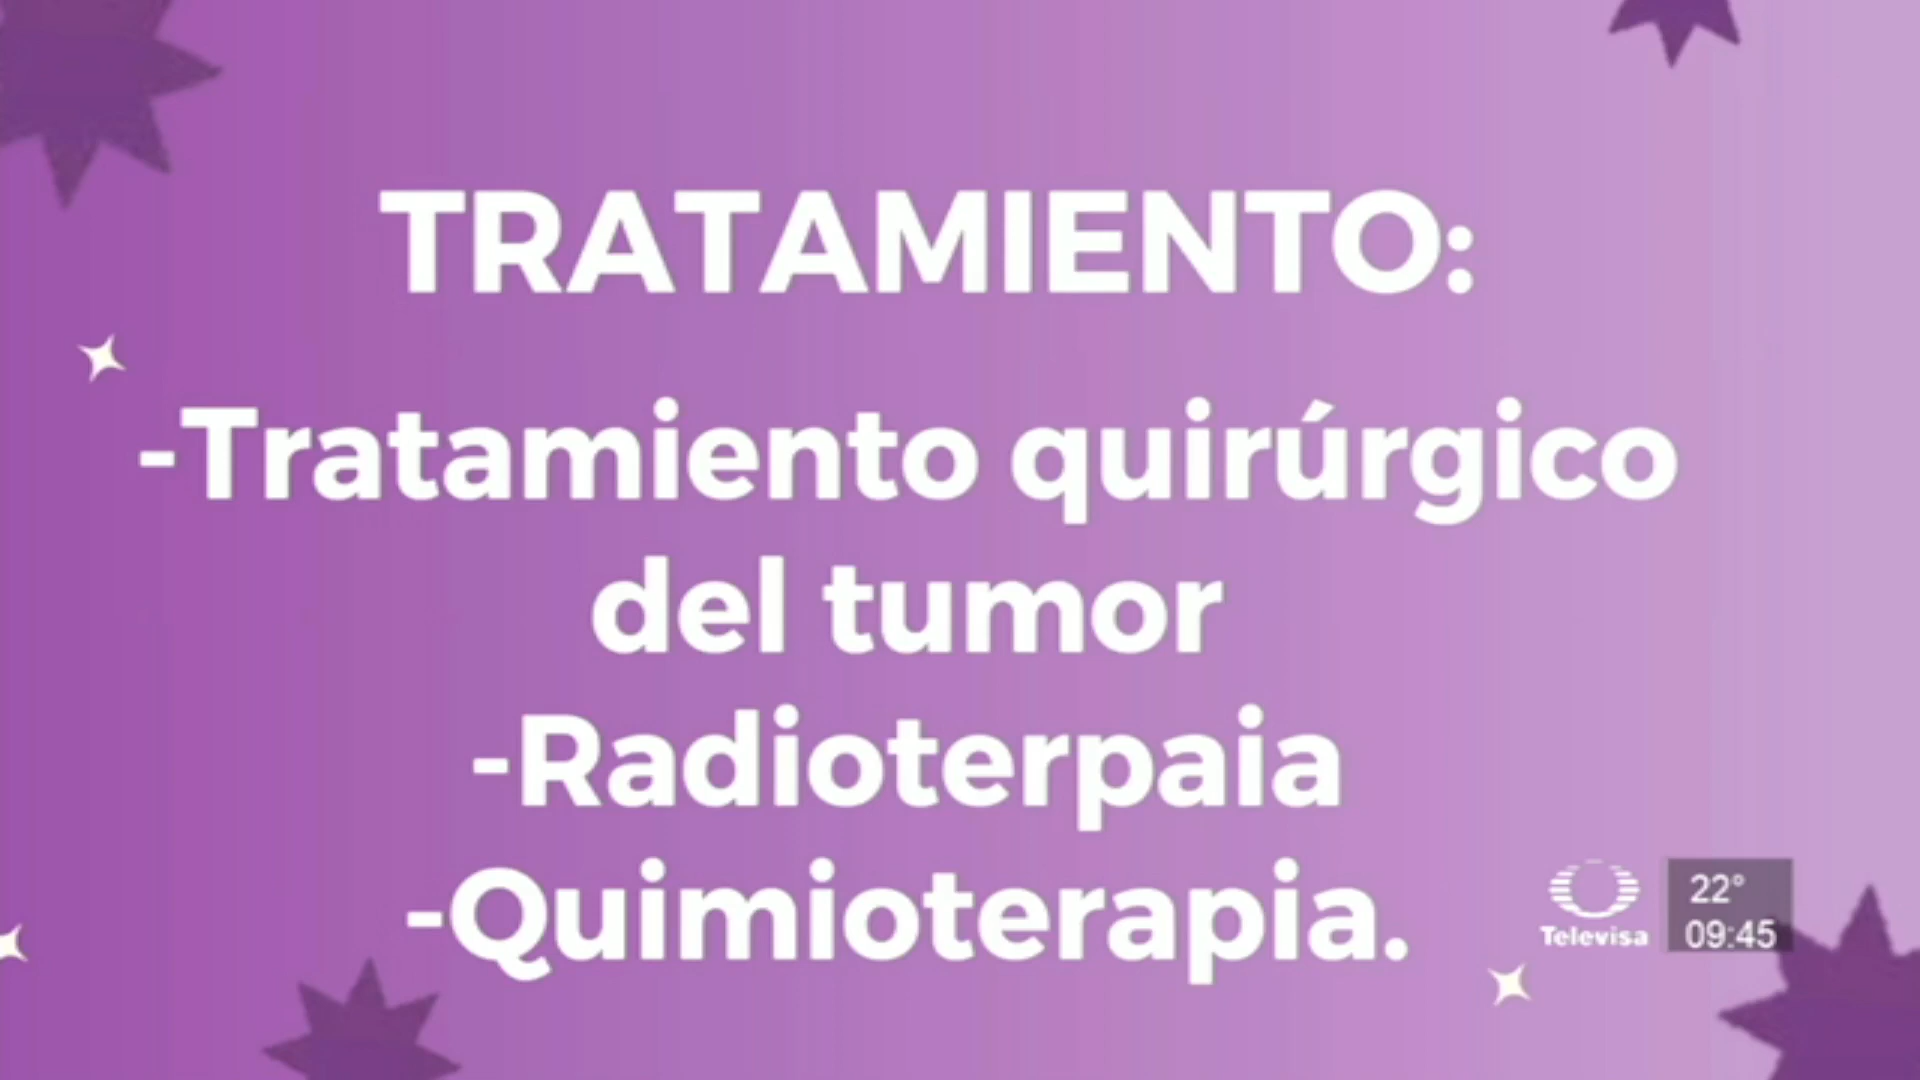 TRATAMIENTO:
-Tratamiento quirúrgico
del tumor
-Radioterpaia
-Quimioterapia.
22°
Televisa
09:45